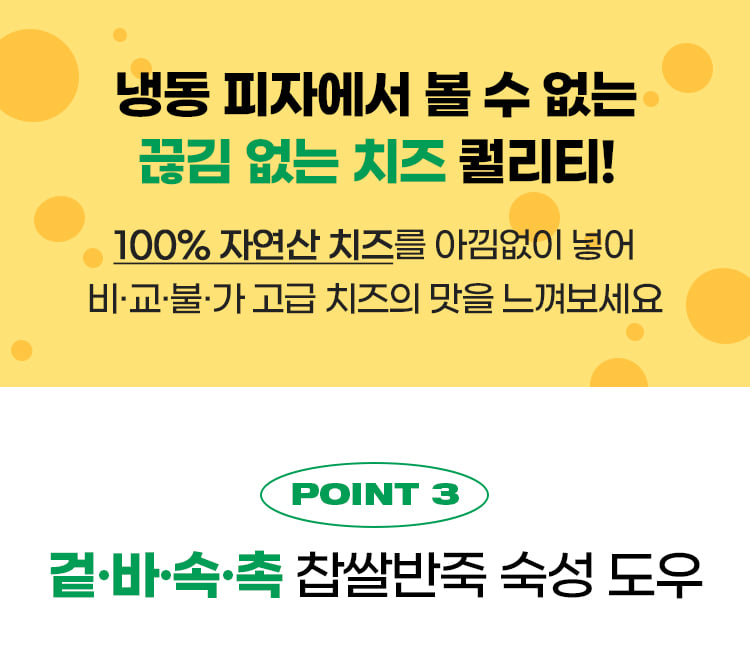 냉동 피자에서 볼 수 없는
끊김 없는 치즈 퀄리티!
100% 자연산 치즈를 아낌없이 넣어
비·교·불·가 고급 치즈의 맛을 느껴보세요
POINT 3
겉·바·속·촉 찹쌀반죽 숙성 도우